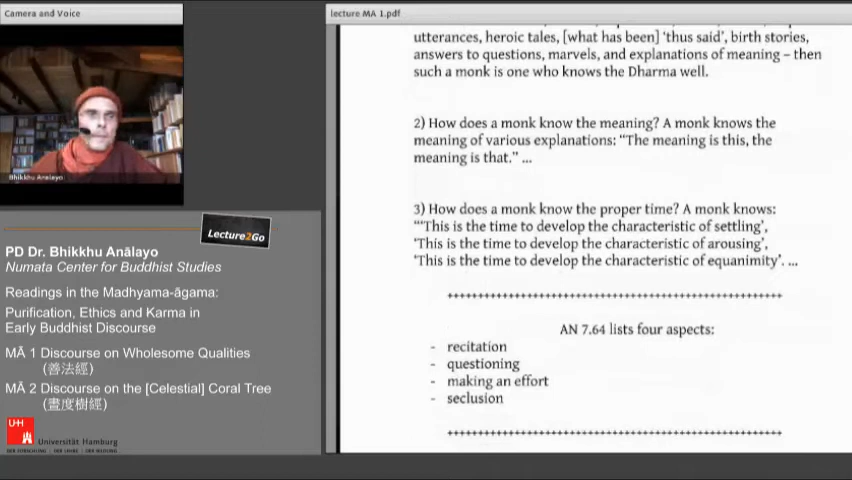 Camera and Voice
Bhikkhu Analayo
Lecture2Go
PD Dr. Bhikkhu Anālayo
Numata Center for Buddhist Studies
Readings in the Madhyama-āgama:
Purification, Ethics and Karma in
Early Buddhist Discourse
MĀ 1 Discourse on Wholesome Qualities
(善法經)
MĀ 2 Discourse on the [Celestial] Coral Tree
(晝度樹經)
UH
Universität Hamburg
DER FORSCHUNG | DER LEHRE | DER BILDUNG
lecture MA 1.pdf
utterances, heroic tales, [what has been] ‘thus said’, birth stories,
answers to questions, marvels, and explanations of meaning – then
such a monk is one who knows the Dharma well.
2) How does a monk know the meaning? A monk knows the
meaning of various explanations: “The meaning is this, the
meaning is that.” ...
3) How does a monk know the proper time? A monk knows:
“‘This is the time to develop the characteristic of settling’,
‘This is the time to develop the characteristic of arousing’,
‘This is the time to develop the characteristic of equanimity’. ...
++++++++++++++++++++++++++++++++++++++++++++++++++++++++
AN 7.64 lists four aspects:
- recitation
- questioning
- making an effort
- seclusion
++++++++++++++++++++++++++++++++++++++++++++++++++++++++